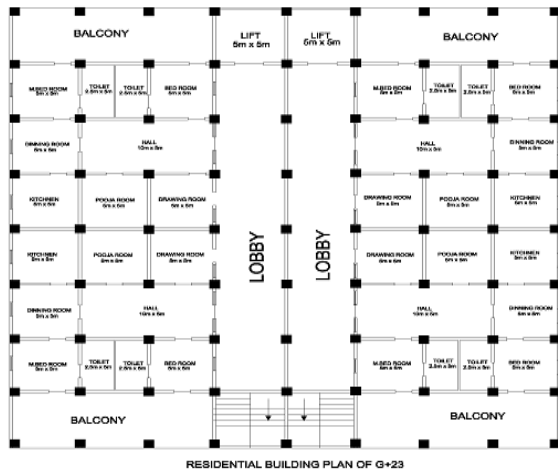 BALCONY
LIFT
5m x 5m
LIFT
5m x 5m
BALCONY
M.BED ROOM
5m x 5m
TOILET
2.5m x 5m
TOILET
2.5m x 5m
BED ROOM
5m x 5m
M.BED ROOM
5m x 5m
TOILET
2.5m x 5m
TOILET
2.5m x 5m
BED ROOM
5m x 5m
DINNING ROOM
5m x 5m
HALL
10m x 5m
HALL
10m x 5m
DINNING ROOM
5m x 5m
KITCHNEN
5m x 5m
POOJA ROOM
5m x 5m
DRAWING ROOM
5m x 5m
DRAWING ROOM
5m x 5m
POOJA ROOM
5m x 5m
KITCHNEN
5m x 5m
LOBBY
LOBBY
KITCHNEN
5m x 5m
POOJA ROOM
5m x 5m
DRAWING ROOM
5m x 5m
DRAWING ROOM
5m x 5m
POOJA ROOM
5m x 5m
KITCHNEN
5m x 5m
DINNING ROOM
5m x 5m
HALL
10m x 5m
HALL
10m x 5m
DINNING ROOM
5m x 5m
M.BED ROOM
5m x 5m
TOILET
2.5m x 5m
TOILET
2.5m x 5m
BED ROOM
5m x 5m
M.BED ROOM
5m x 5m
TOILET
2.5m x 5m
TOILET
2.5m x 5m
BED ROOM
5m x 5m
BALCONY
BALCONY
RESIDENTIAL BUILDING PLAN OF G+23